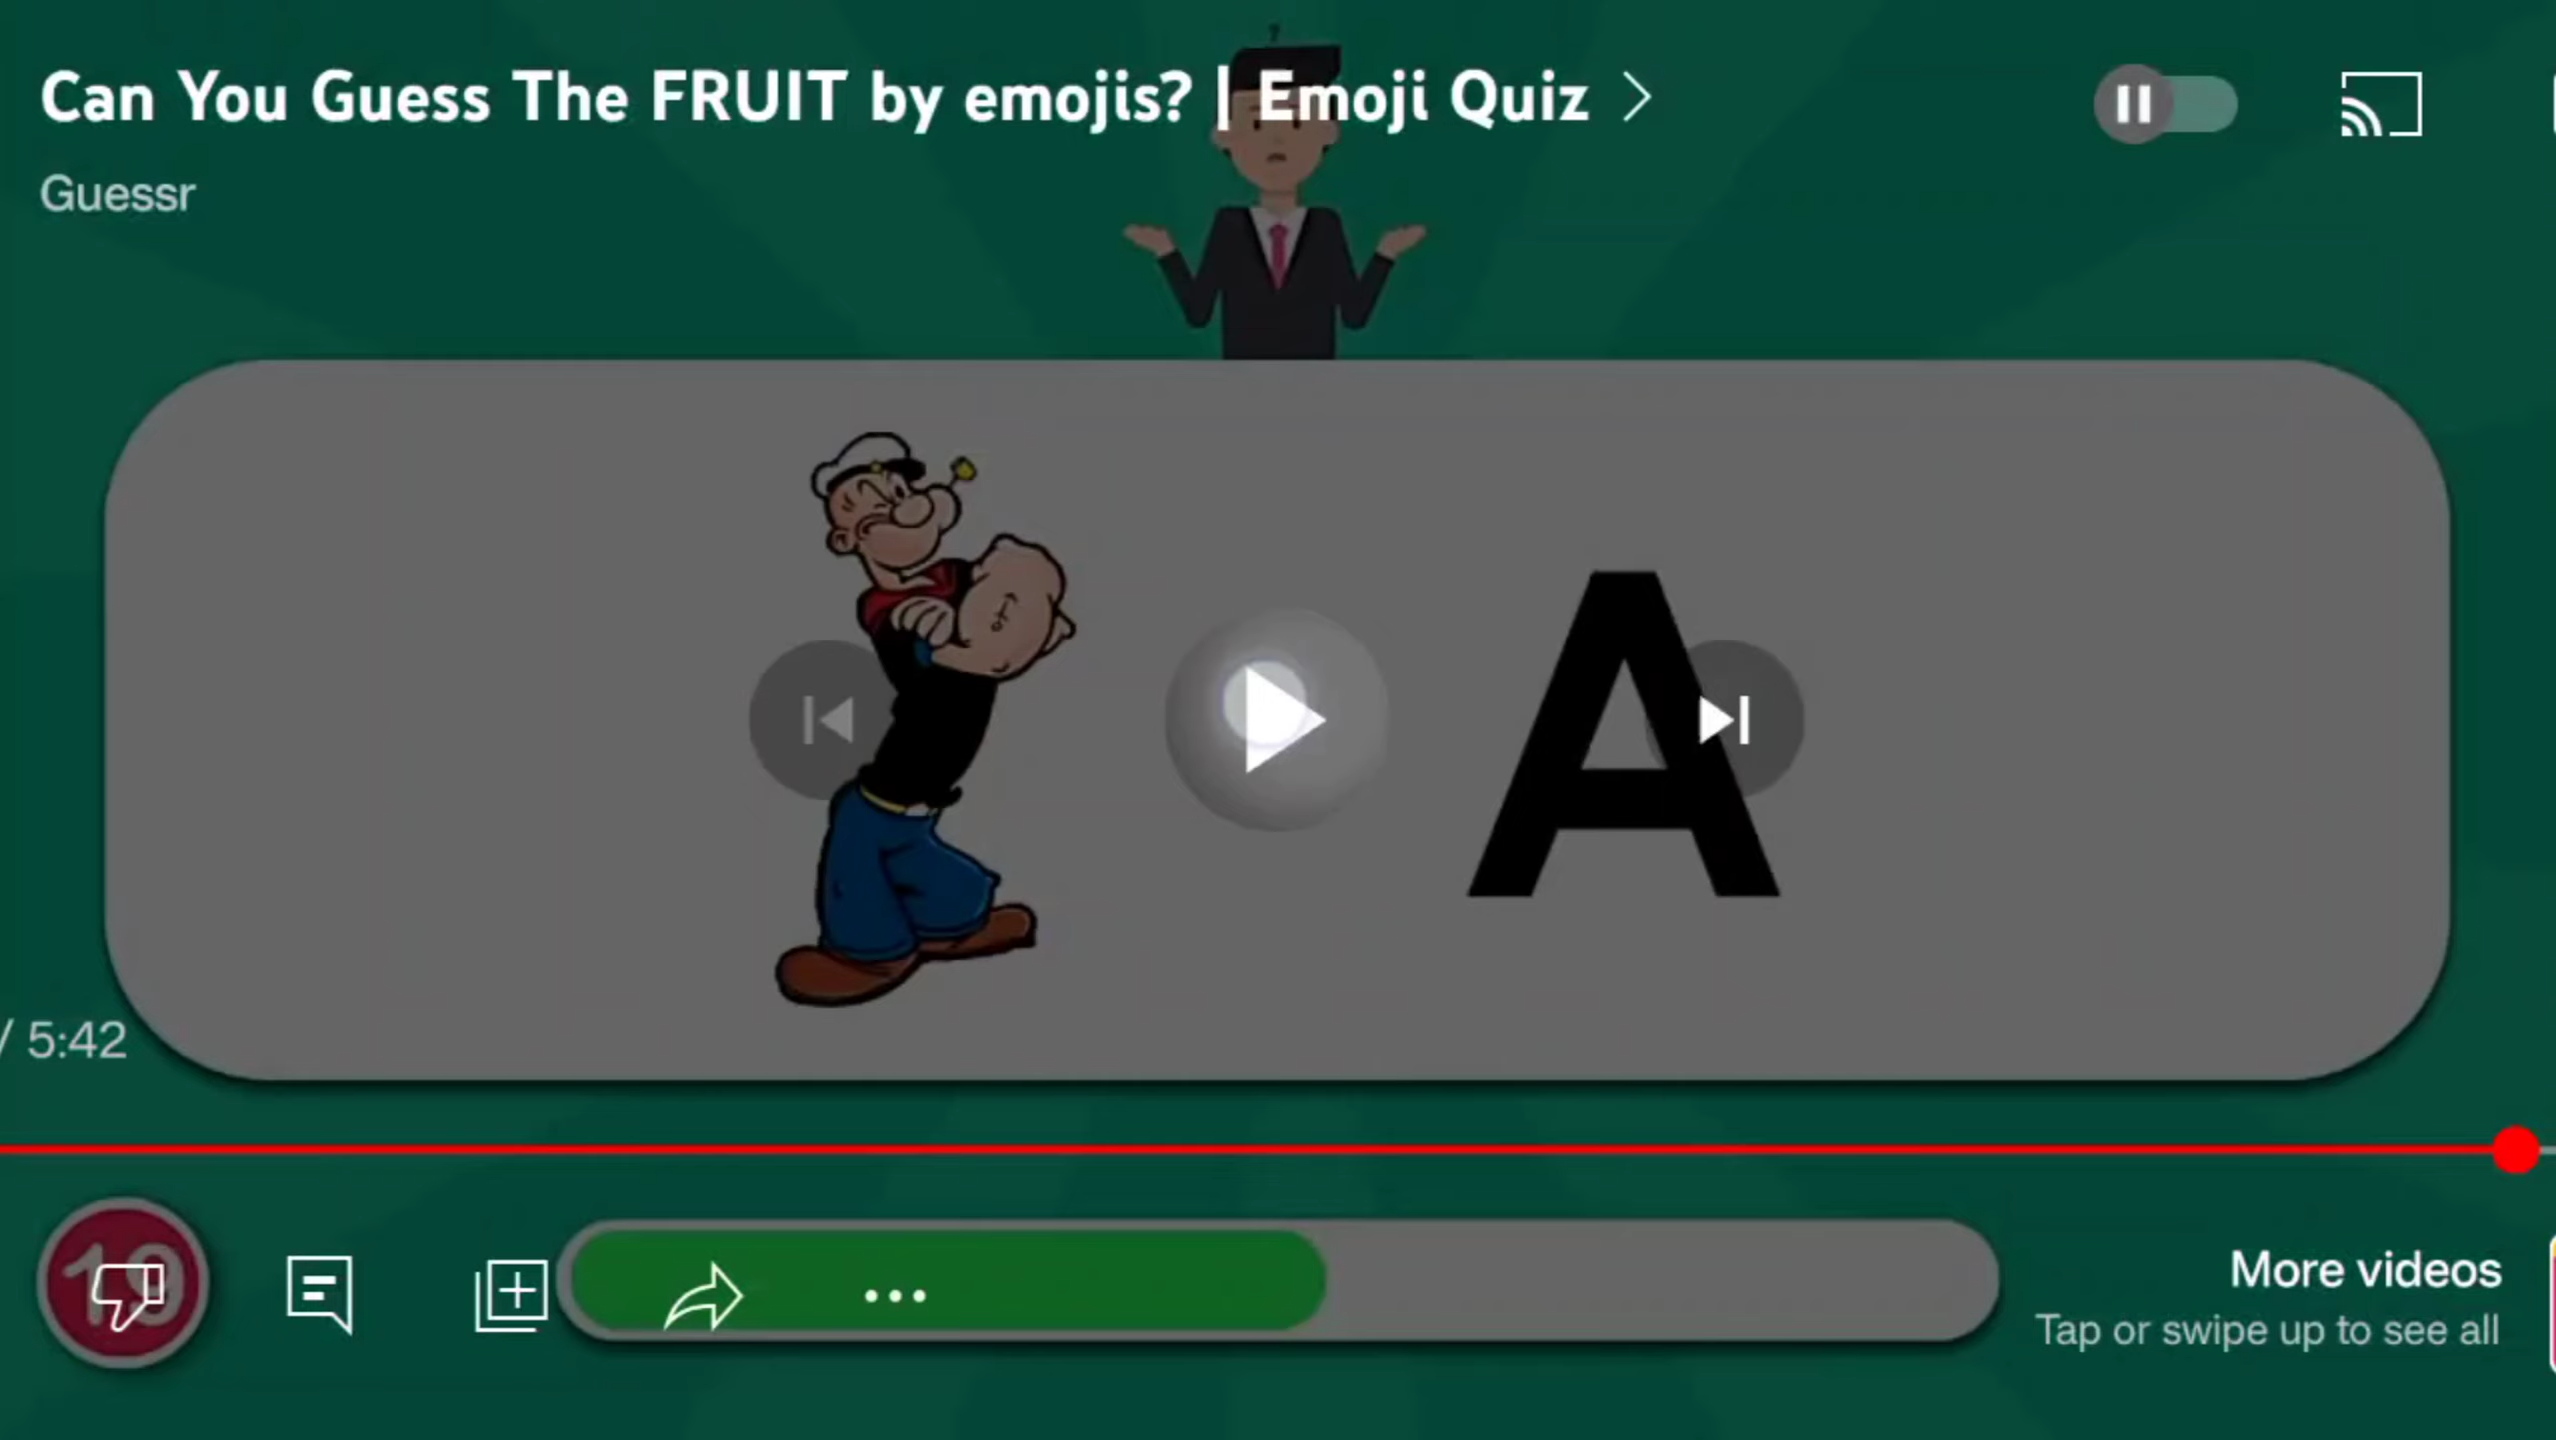 Can You Guess The FRUIT by emojis? | Emoji Quiz
Guessr
?
A
/ 5:42
19
More videos
Tap or swipe up to see all